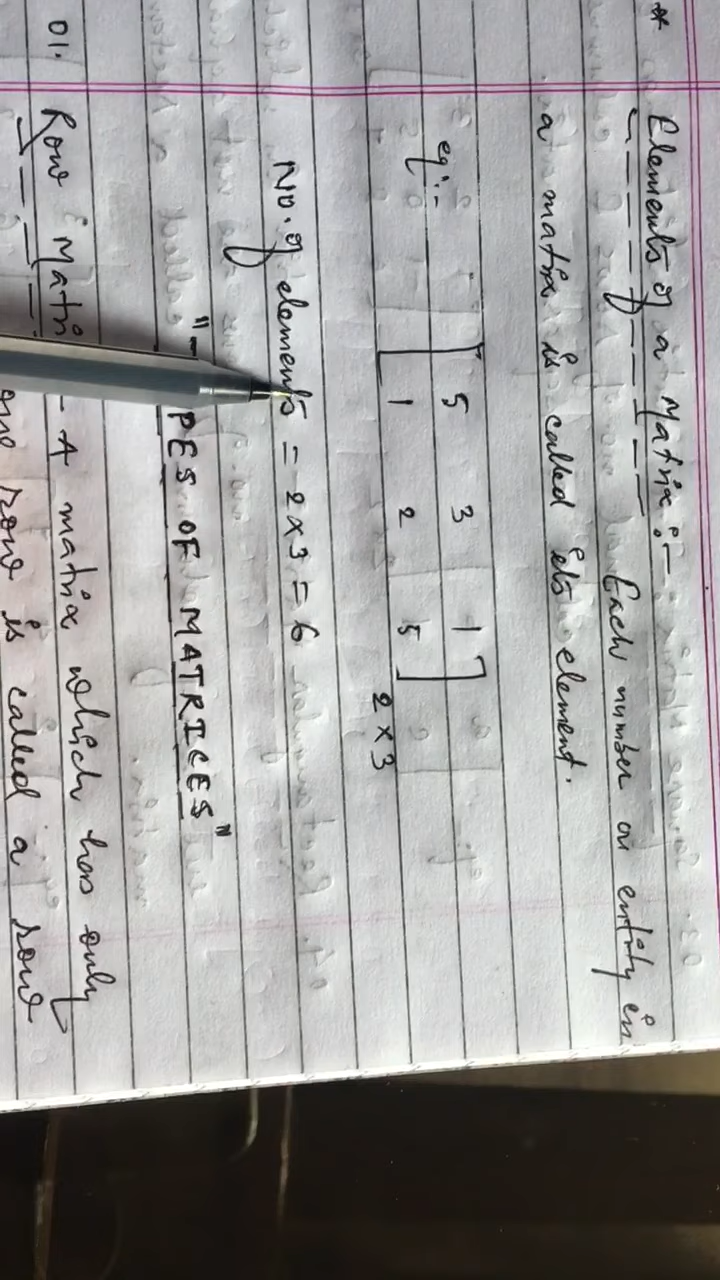 * Elements of a Matrix :-
Each number or entity in
a matrix is called its element.
eg:- [ 5 3 1
1 2 5 ] 2 x 3
No. of elements = 2 x 3 = 6
PES OF MATRICES"
01. Row Matri - A matrix which has only
one row is called a row